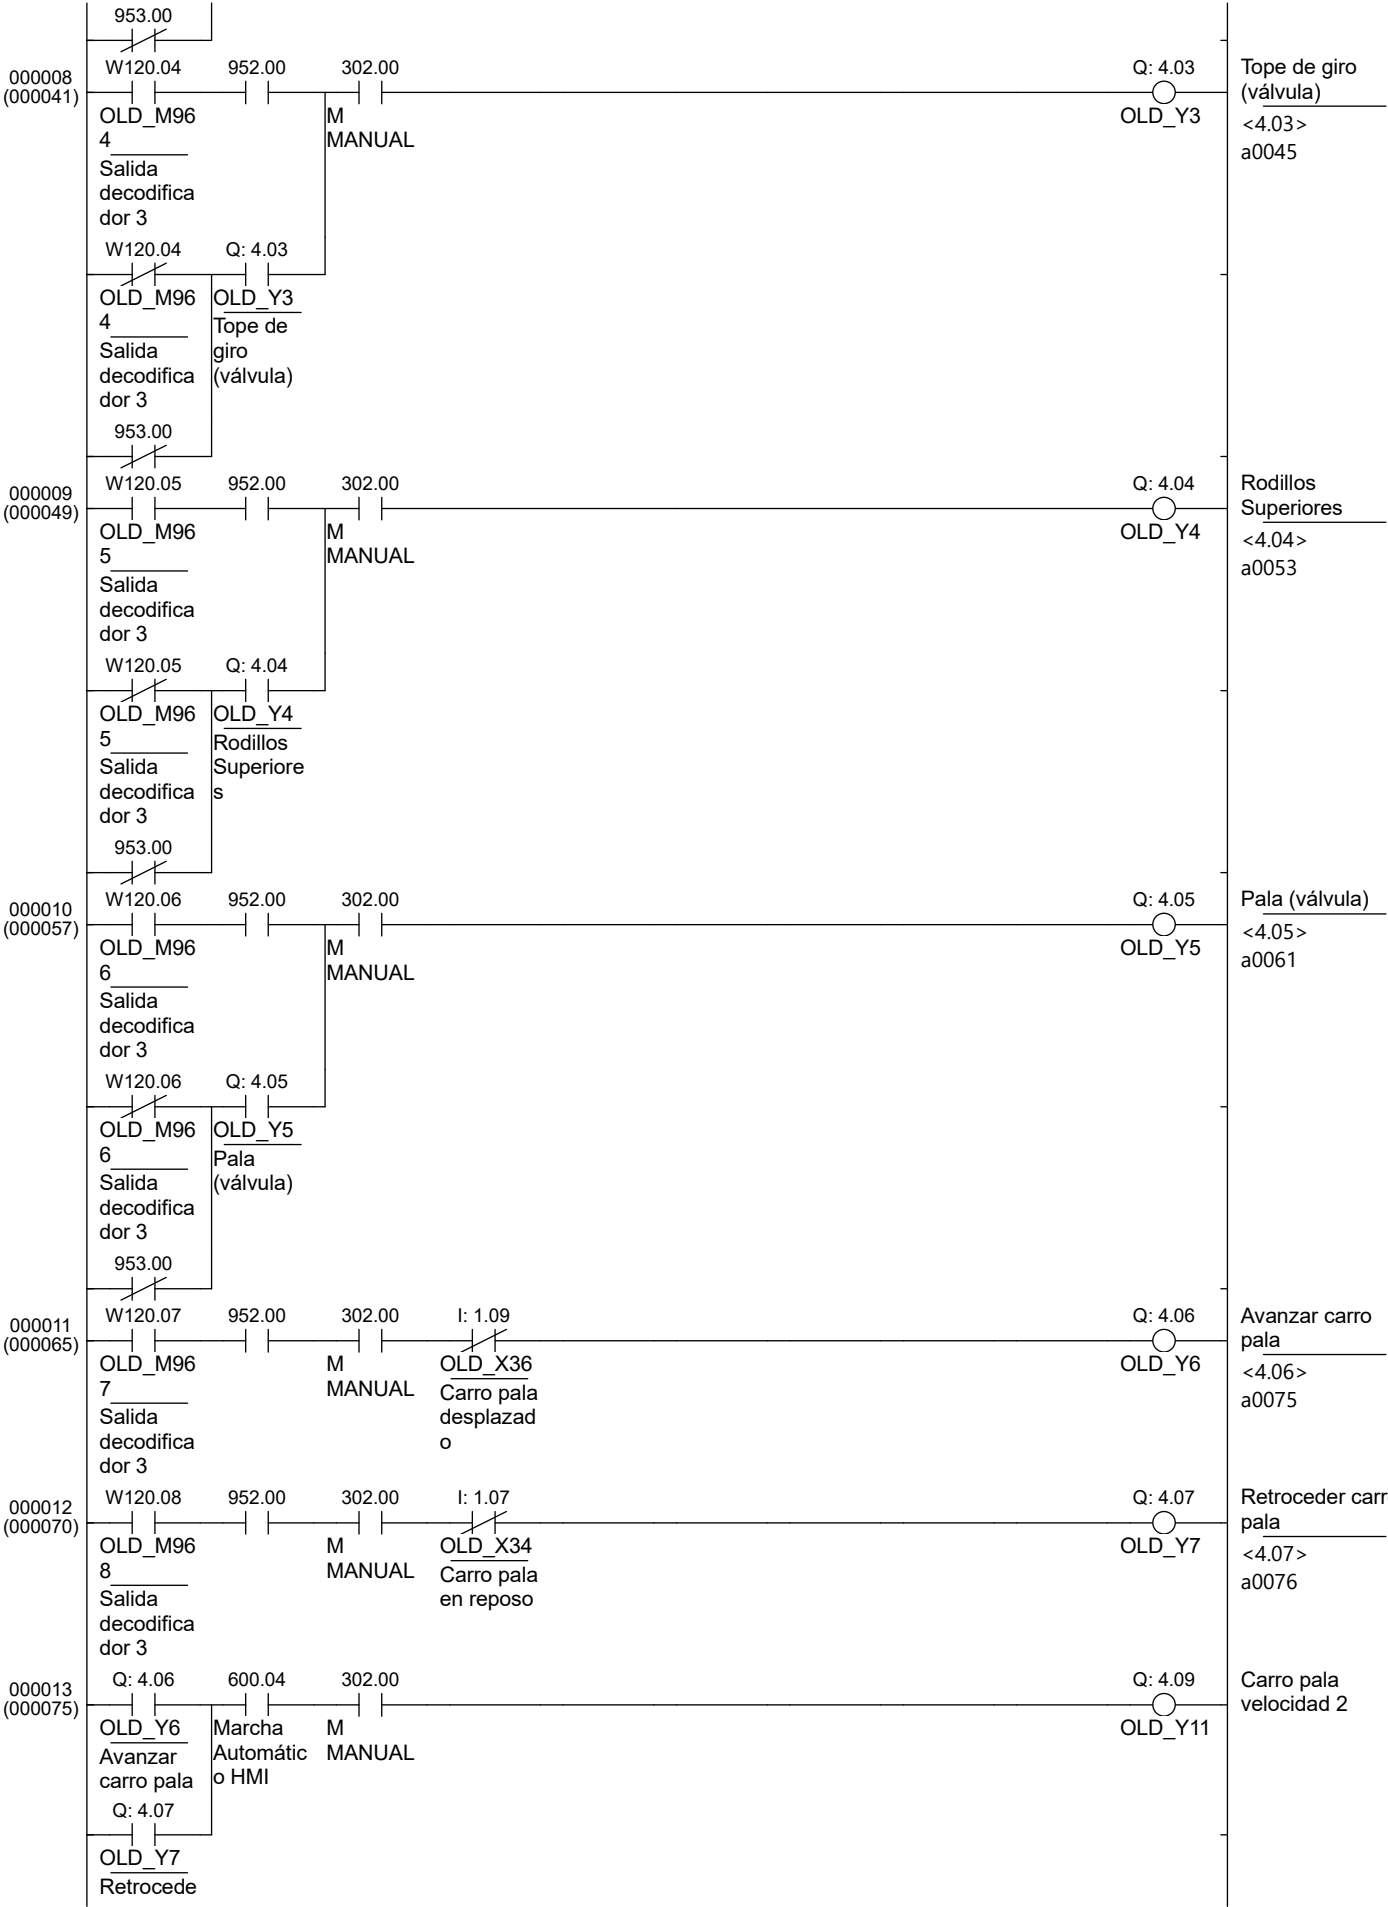 953.00
000008
(000041)
W120.04 952.00 302.00 Q: 4.03
OLD_M96
4
Salida
decodifica
dor 3
M
MANUAL
OLD_Y3
Tope de giro
(válvula)
<4.03>
a0045
W120.04 Q: 4.03
OLD_M96
4
Salida
decodifica
dor 3
OLD_Y3
Tope de
giro
(válvula)
953.00
000009
(000049)
W120.05 952.00 302.00 Q: 4.04
OLD_M96
5
Salida
decodifica
dor 3
M
MANUAL
OLD_Y4
Rodillos
Superiores
<4.04>
a0053
W120.05 Q: 4.04
OLD_M96
5
Salida
decodifica
dor 3
OLD_Y4
Rodillos
Superiore
s
953.00
000010
(000057)
W120.06 952.00 302.00 Q: 4.05
OLD_M96
6
Salida
decodifica
dor 3
M
MANUAL
OLD_Y5
Pala (válvula)
<4.05>
a0061
W120.06 Q: 4.05
OLD_M96
6
Salida
decodifica
dor 3
OLD_Y5
Pala
(válvula)
953.00
000011
(000065)
W120.07 952.00 302.00 I: 1.09 Q: 4.06
OLD_M96
7
Salida
decodifica
dor 3
M
MANUAL
OLD_X36
Carro pala
desplazad
o
OLD_Y6
Avanzar carro
pala
<4.06>
a0075
000012
(000070)
W120.08 952.00 302.00 I: 1.07 Q: 4.07
OLD_M96
8
Salida
decodifica
dor 3
M
MANUAL
OLD_X34
Carro pala
en reposo
OLD_Y7
Retroceder carr
pala
<4.07>
a0076
000013
(000075)
Q: 4.06 600.04 302.00 Q: 4.09
OLD_Y6
Avanzar
carro pala
Marcha
Automátic
o HMI
M
MANUAL
OLD_Y11
Carro pala
velocidad 2
Q: 4.07
OLD_Y7
Retrocede